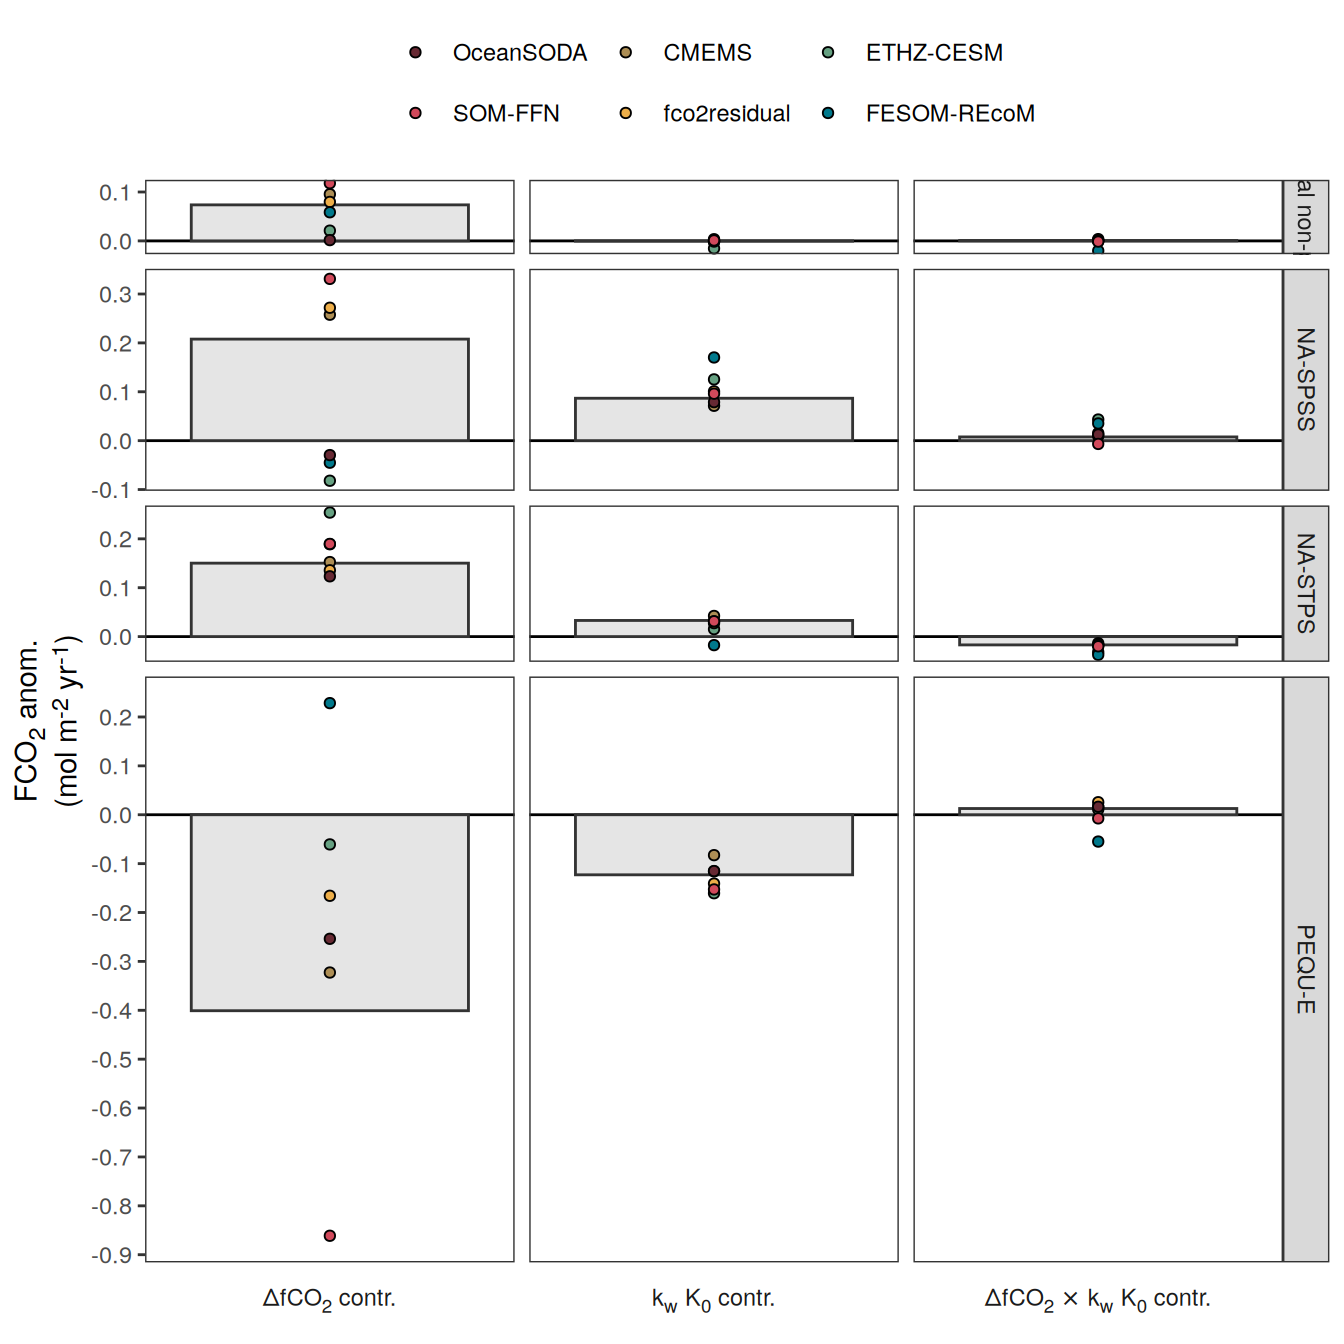 OceanSODA CMEMS ETHZ-CESM
SOM-FFN fco2residual FESOM-REcoM
0.1
0.0
al non-
0.3
0.2
0.1
0.0
-0.1
NA-SPSS
0.2
0.1
0.0
NA-STPS
0.2
0.1
0.0
-0.1
-0.2
-0.3
-0.4
-0.5
-0.6
-0.7
-0.8
-0.9
PEQU-E
FCO₂ anom.
(mol m⁻² yr⁻¹)
ΔfCO₂ contr. k_w K₀ contr. ΔfCO₂ × k_w K₀ contr.